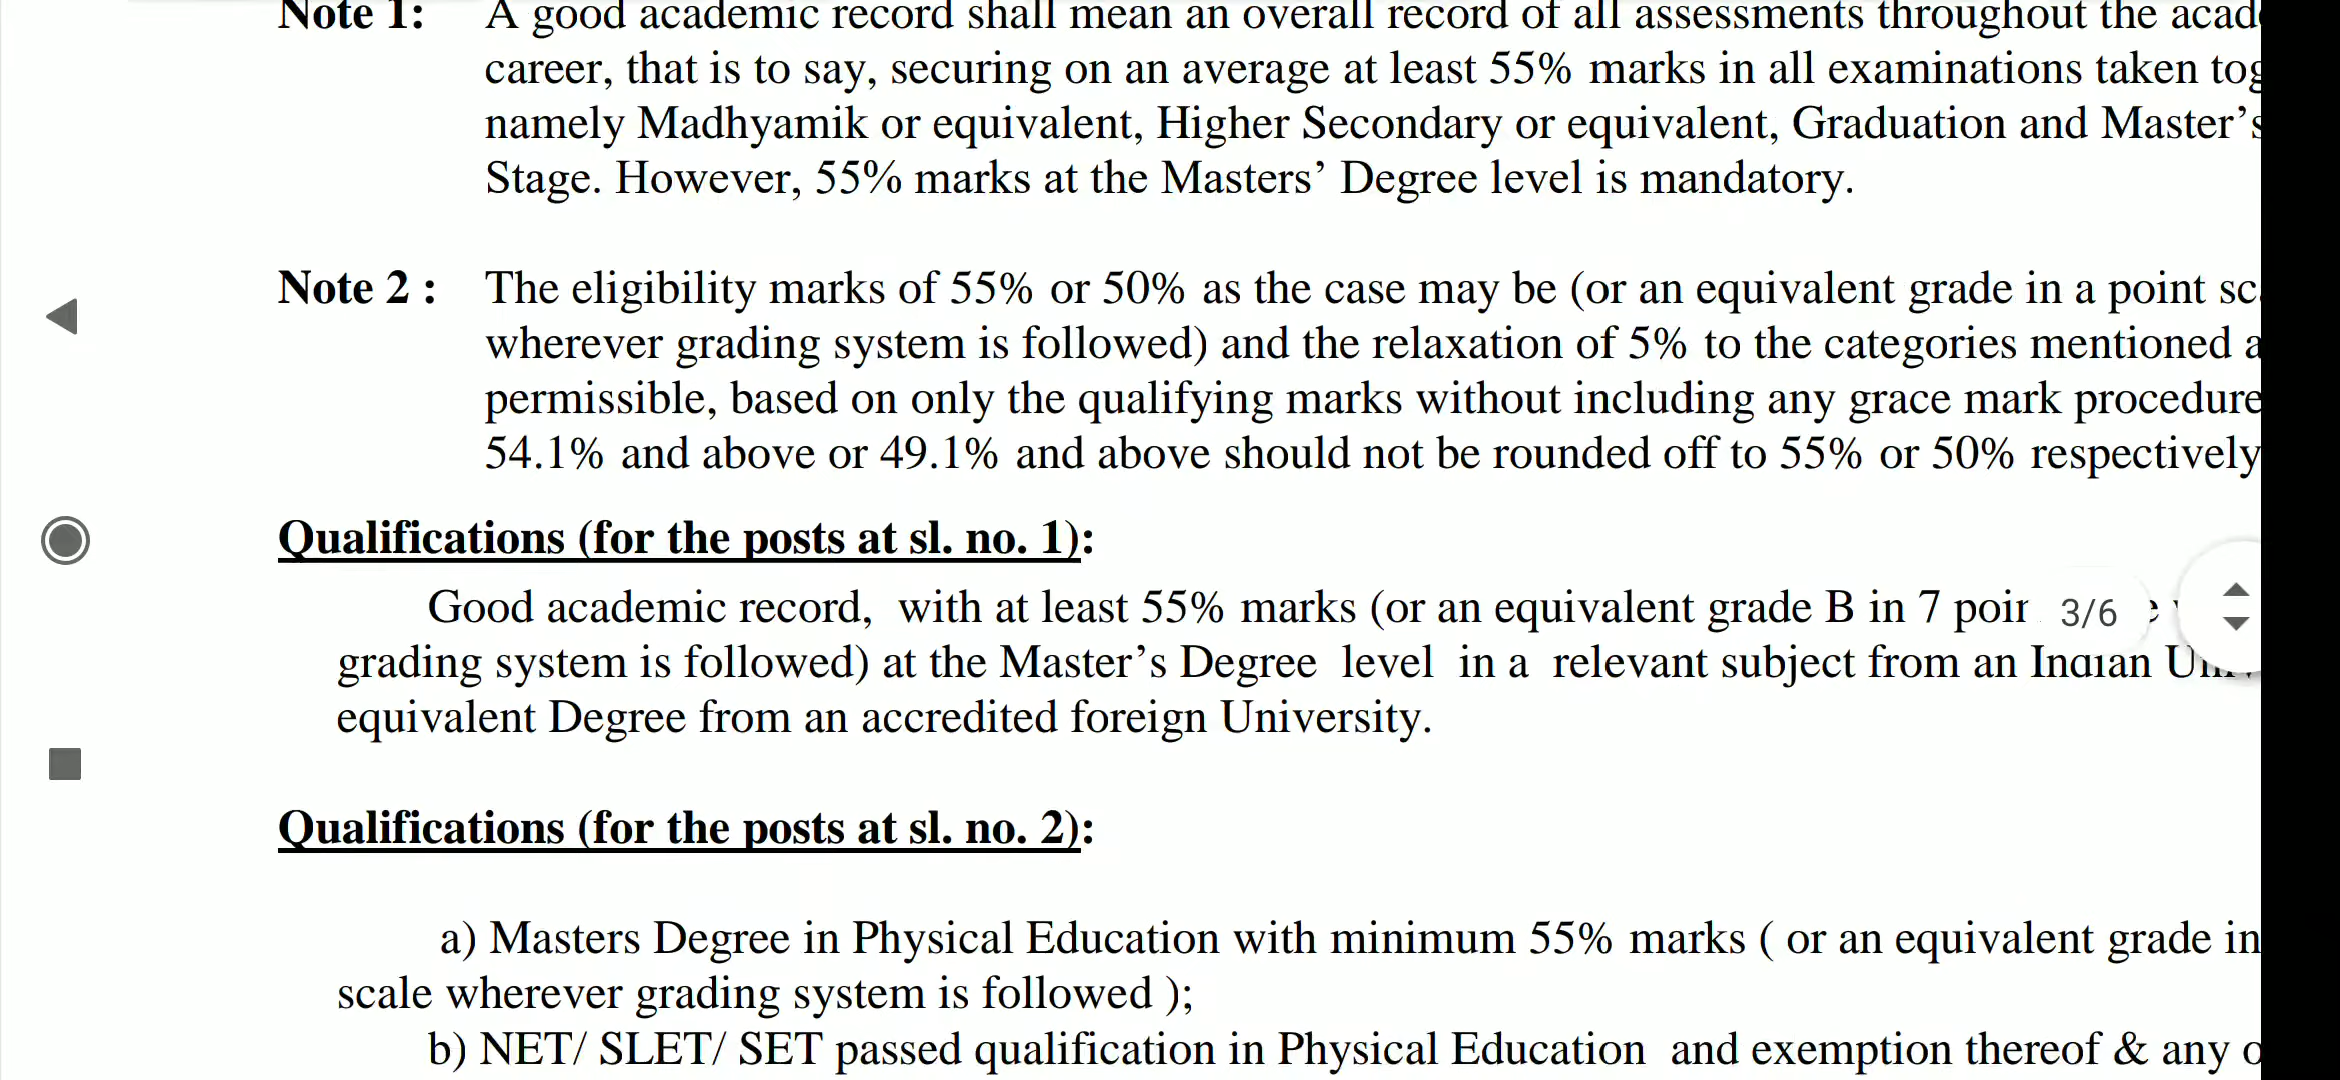 Note 1: A good academic record shall mean an overall record of all assessments throughout the
career, that is to say, securing on an average at least 55% marks in all examinations taken
namely Madhyamik or equivalent, Higher Secondary or equivalent, Graduation and Master's
Stage. However, 55% marks at the Masters' Degree level is mandatory.
Note 2 : The eligibility marks of 55% or 50% as the case may be (or an equivalent grade in a point
wherever grading system is followed) and the relaxation of 5% to the categories mentioned
permissible, based on only the qualifying marks without including any grace mark procedure
54.1% and above or 49.1% and above should not be rounded off to 55% or 50% respectively
Qualifications (for the posts at sl. no. 1):
Good academic record, with at least 55% marks (or an equivalent grade B in 7
3/6
grading system is followed) at the Master's Degree level in a relevant subject from an Indian
equivalent Degree from an accredited foreign University.
Qualifications (for the posts at sl. no. 2):
a) Masters Degree in Physical Education with minimum 55% marks ( or an equivalent grade in
scale wherever grading system is followed );
b) NET/ SLET/ SET passed qualification in Physical Education and exemption thereof & any